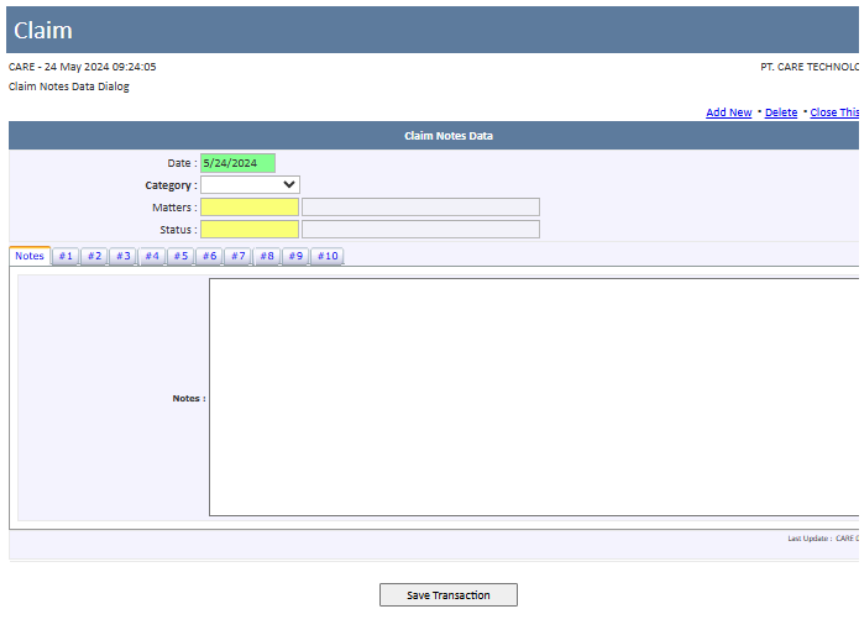 Claim
CARE - 24 May 2024 09:24:05
PT. CARE TECHNOLO
Claim Notes Data Dialog
Add New • Delete • Close This
Claim Notes Data
Date : 5/24/2024
Category :
Matters :
Status :
Notes #1 #2 #3 #4 #5 #6 #7 #8 #9 #10
Notes :
Last Update : CARE
Save Transaction